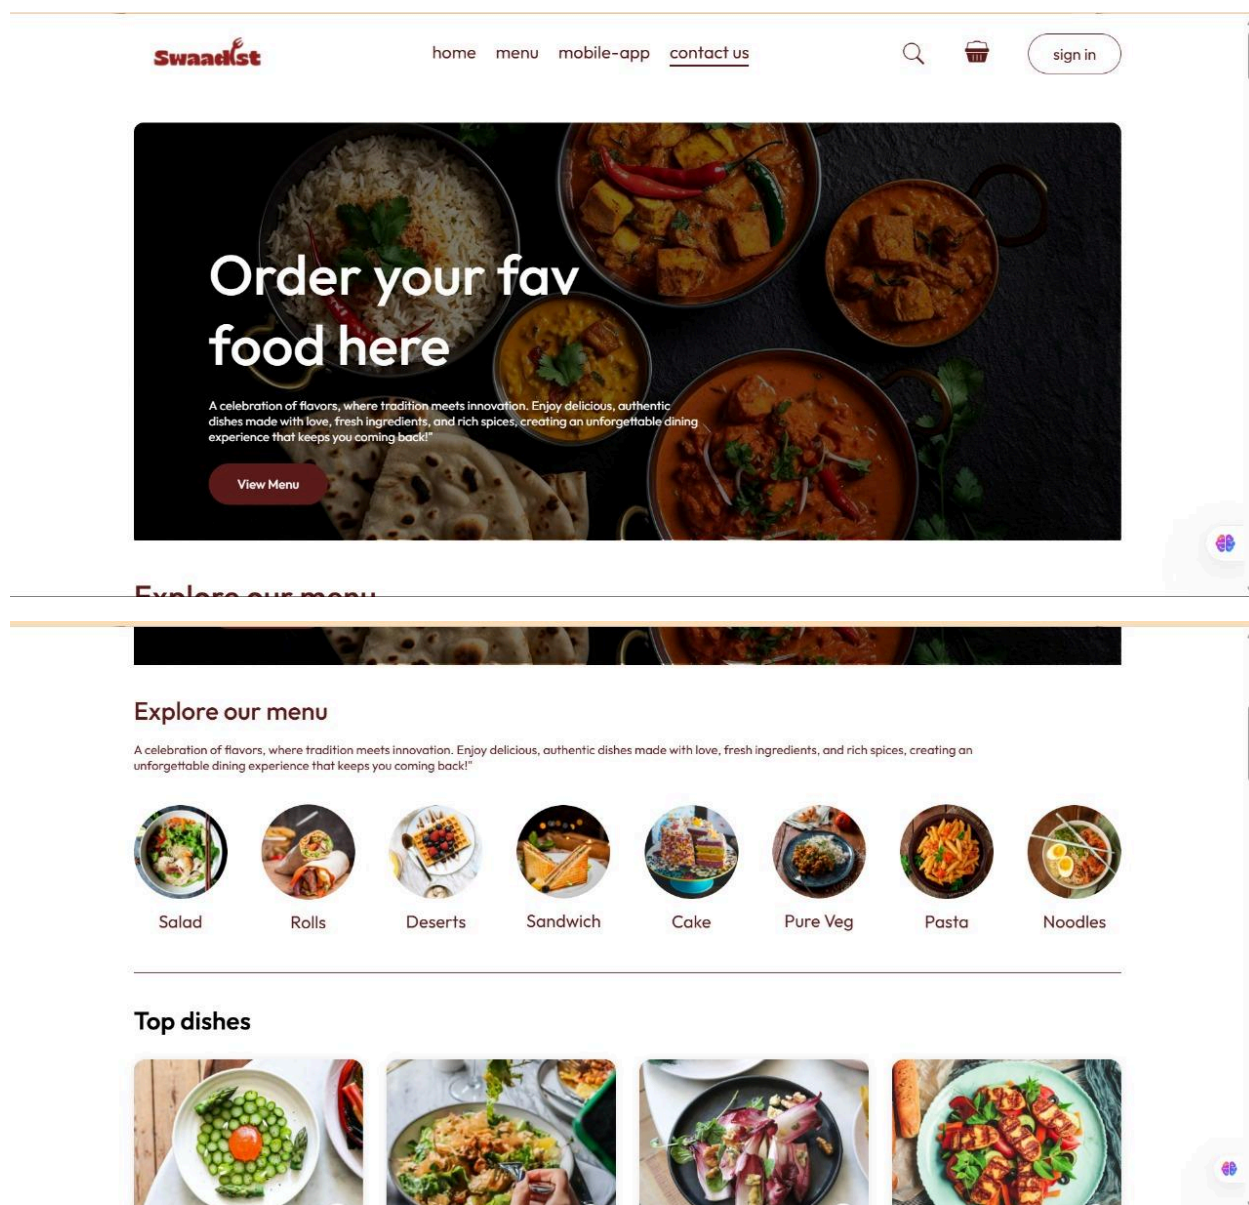 Swaadist
home menu mobile-app contact us sign in
Order your fav
food here
A celebration of flavors, where tradition meets innovation. Enjoy delicious, authentic
dishes made with love, fresh ingredients, and rich spices, creating an unforgettable dining
experience that keeps you coming back!"
View Menu
Explore our menu
Explore our menu
A celebration of flavors, where tradition meets innovation. Enjoy delicious, authentic dishes made with love, fresh ingredients, and rich spices, creating an
unforgettable dining experience that keeps you coming back!"
Salad Rolls Deserts Sandwich Cake Pure Veg Pasta Noodles
Top dishes